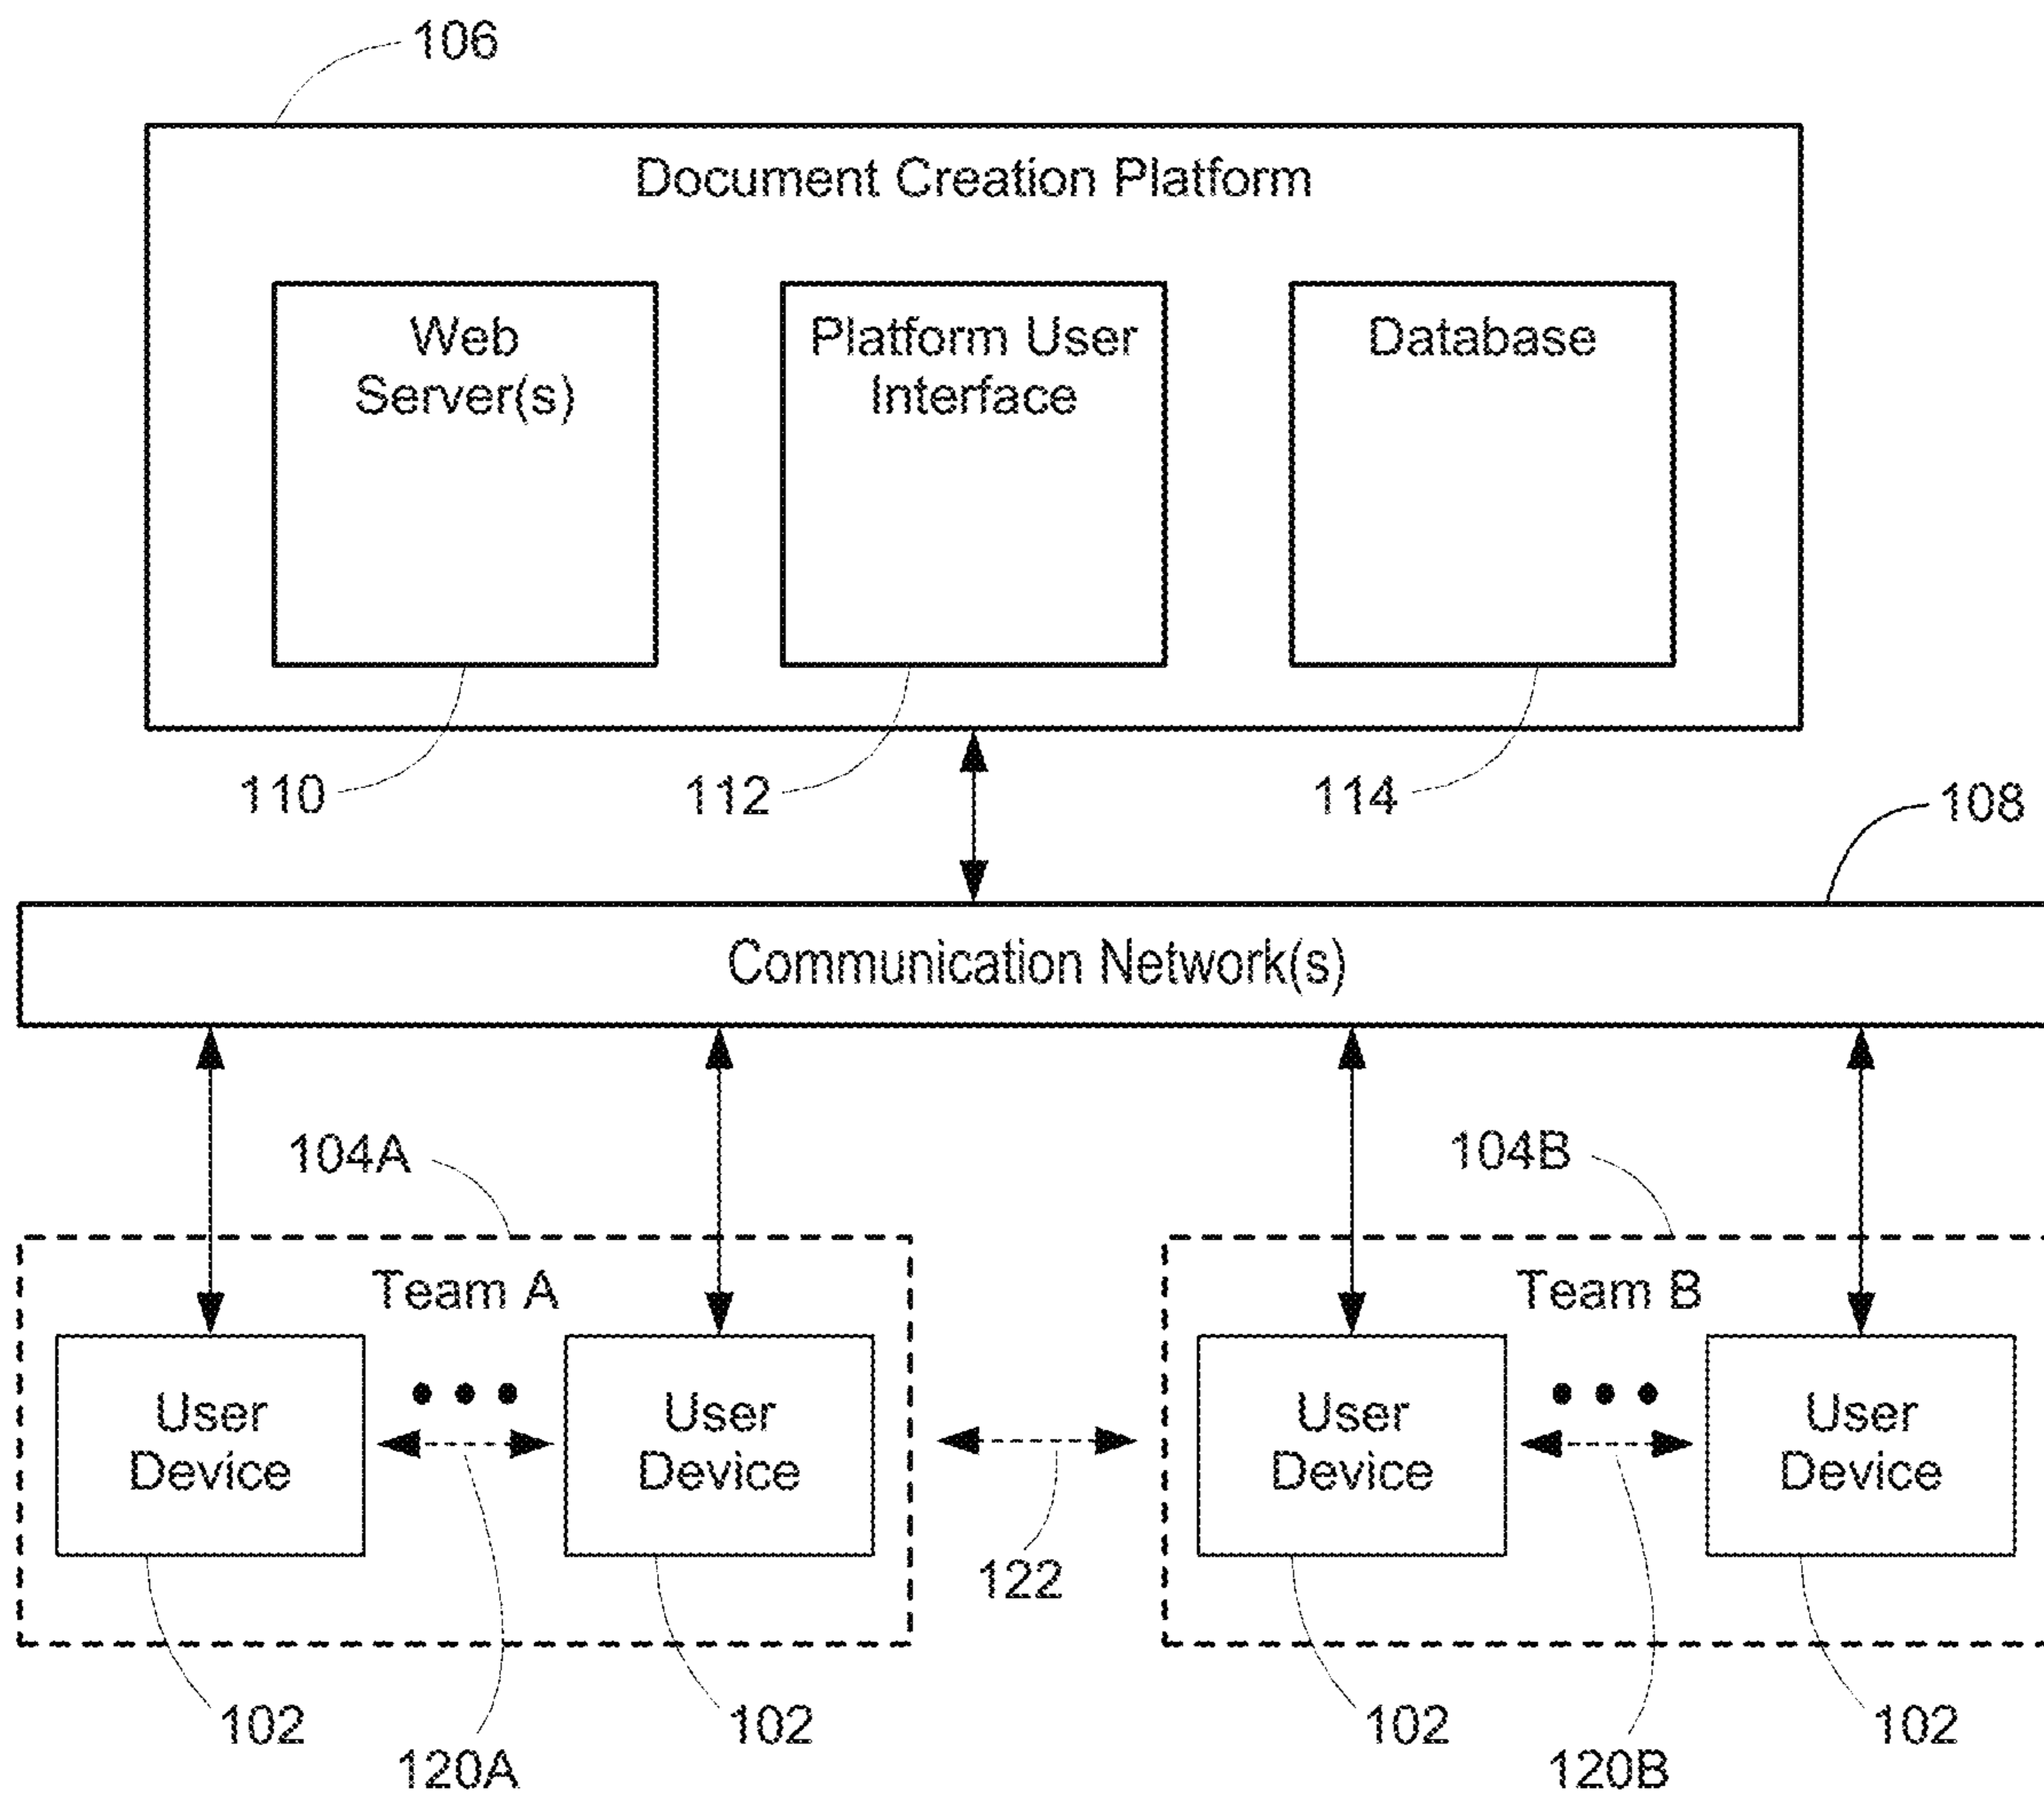 106
Document Creation Platform
Web
Server(s)
Platform User
Interface
Database
110
112
114
108
Communication Network(s)
104A
104B
Team A
Team B
User
Device
User
Device
User
Device
User
Device
122
102
102
102
102
120A
120B